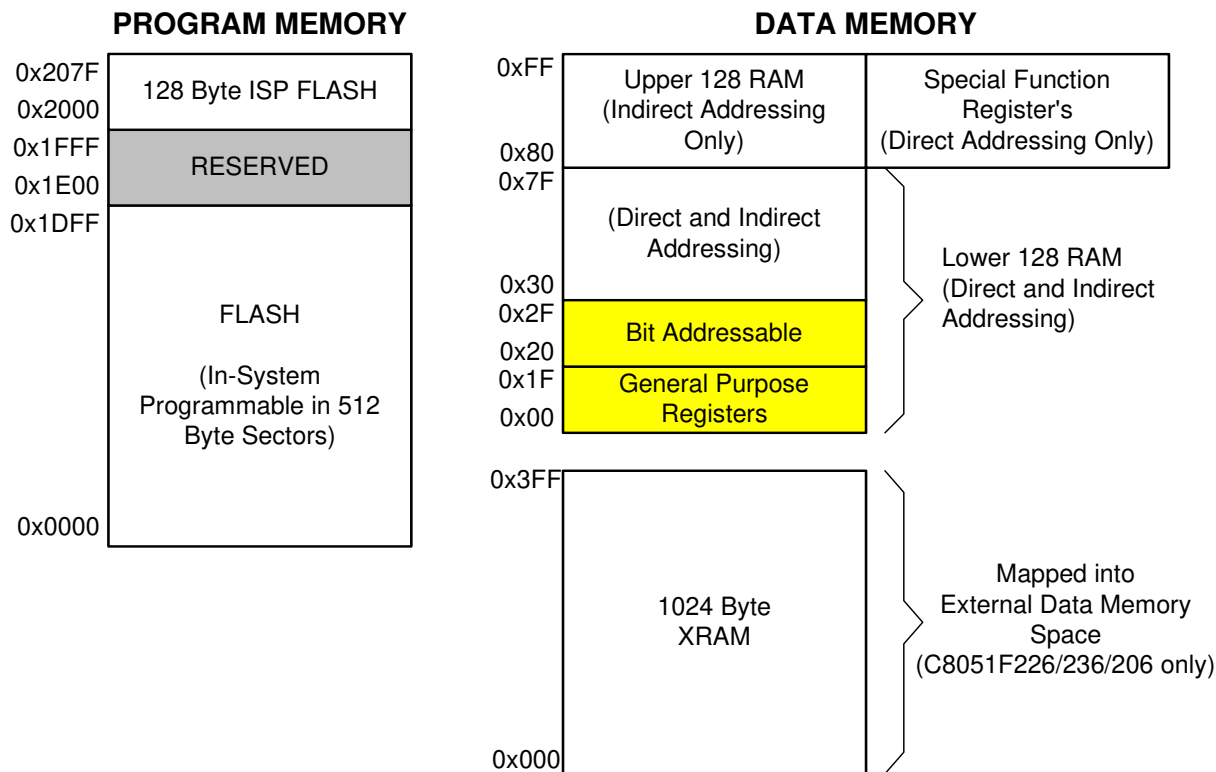 PROGRAM MEMORY
0x207F
0x2000
128 Byte ISP FLASH
0x1FFF
0x1E00
RESERVED
0x1DFF
FLASH
(In-System
Programmable in 512
Byte Sectors)
0x0000
DATA MEMORY
0xFF
0x80
Upper 128 RAM
(Indirect Addressing
Only)
Special Function
Register's
(Direct Addressing Only)
0x7F
0x30
(Direct and Indirect
Addressing)
0x2F
0x20
Bit Addressable
0x1F
0x00
General Purpose
Registers
Lower 128 RAM
(Direct and Indirect
Addressing)
0x3FF
1024 Byte
XRAM
0x000
Mapped into
External Data Memory
Space
(C8051F226/236/206 only)